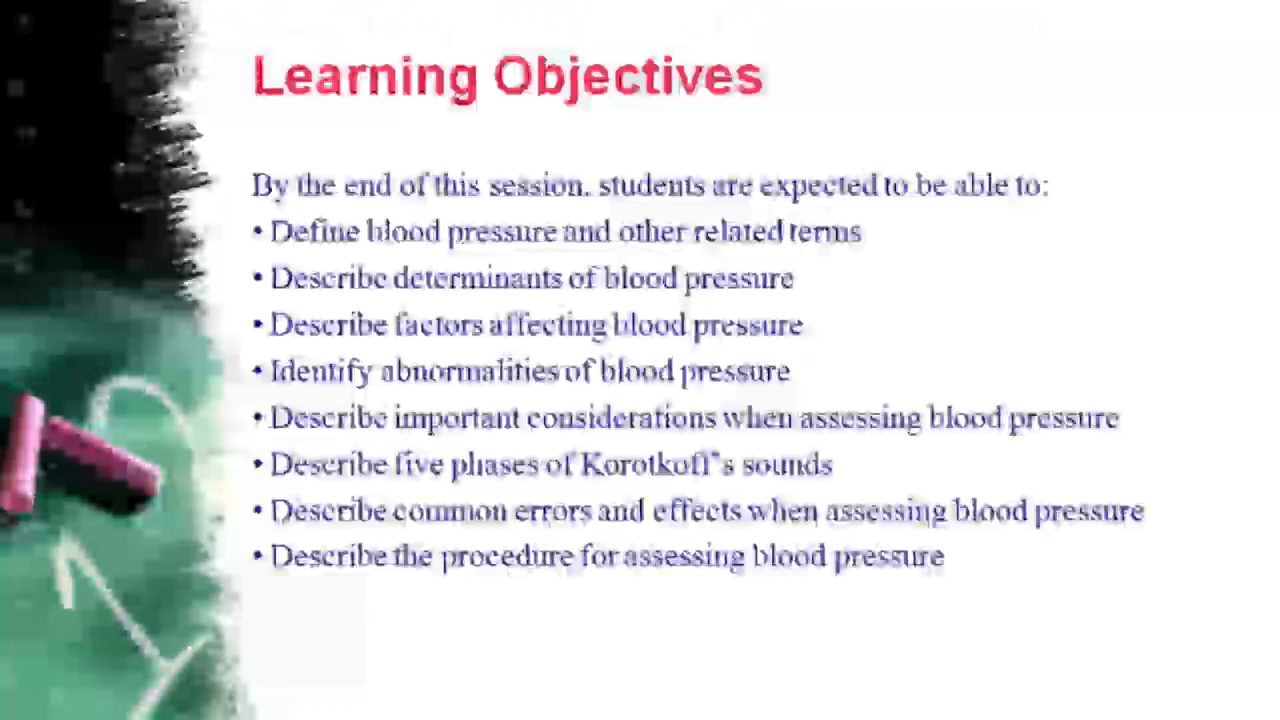 Learning Objectives
By the end of this session, students are expected to be able to:
• Define blood pressure and other related terms
• Describe determinants of blood pressure
• Describe factors affecting blood pressure
• Identify abnormalities of blood pressure
• Describe important considerations when assessing blood pressure
• Describe five phases of Korotkoff's sounds
• Describe common errors and effects when assessing blood pressure
• Describe the procedure for assessing blood pressure